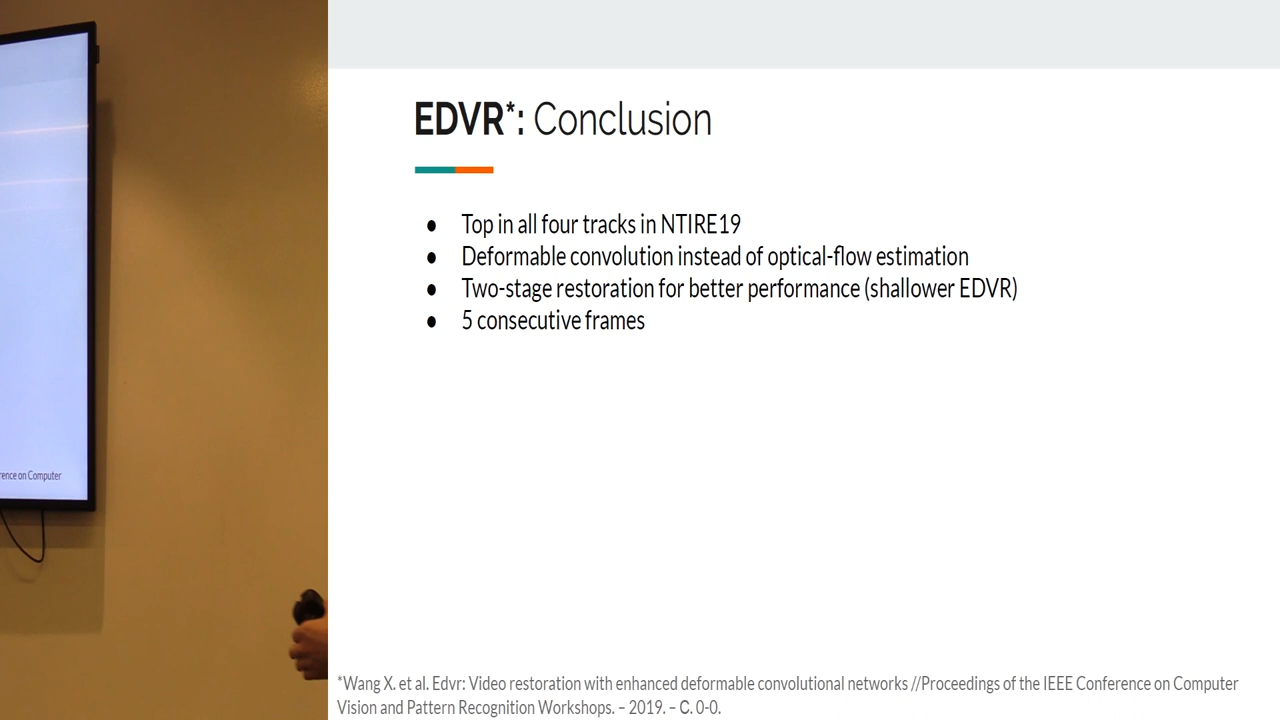 EDVR*: Conclusion
● Top in all four tracks in NTIRE19
● Deformable convolution instead of optical-flow estimation
● Two-stage restoration for better performance (shallower EDVR)
● 5 consecutive frames
rence on Computer
*Wang X. et al. Edvr: Video restoration with enhanced deformable convolutional networks //Proceedings of the IEEE Conference on Computer
Vision and Pattern Recognition Workshops. – 2019. – С. 0-0.